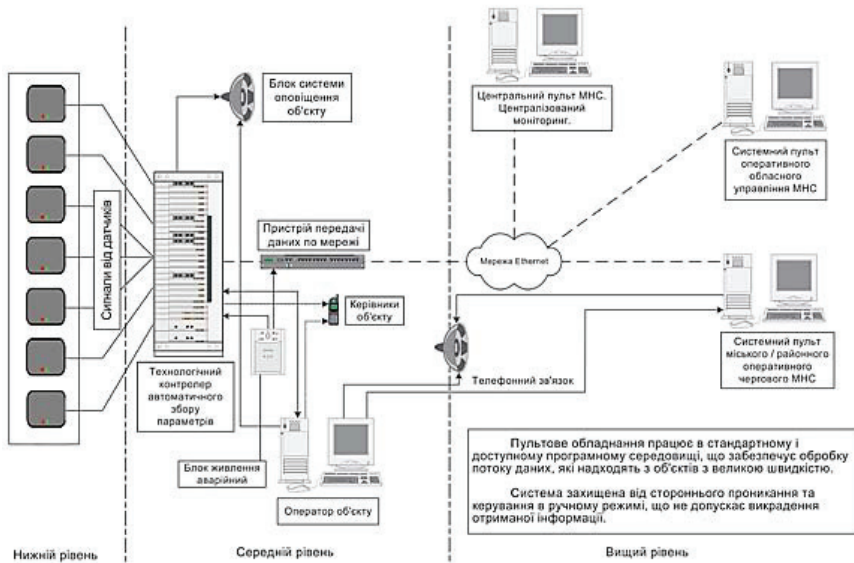 Блок системи
оповіщення
об'єкту
Центральний пульт МНС.
Централізований
моніторинг.
Системний пульт
оперативного
обласного
управління МНС
Сигнали від датчиків
Пристрій передачі
даних по мережі
Мережа Ethernet
Керівники
об'єкту
Системний пульт
міського / районного
оперативного
чергового МНС
Технологічний
контролер
автоматичного
збору
параметрів
Телефонний зв'язок
Блок живлення
аварійний
Оператор об'єкту
Пультове обладнання працює в стандартному і
доступному програмному середовищі, що забезпечує обробку
потоку даних, які надходять з об'єктів з великою швидкістю.
Система захищена від стороннього проникання та
керування в ручному режимі, що не допускає викрадення
отриманої інформації.
Нижній рівень
Середній рівень
Вищий рівень